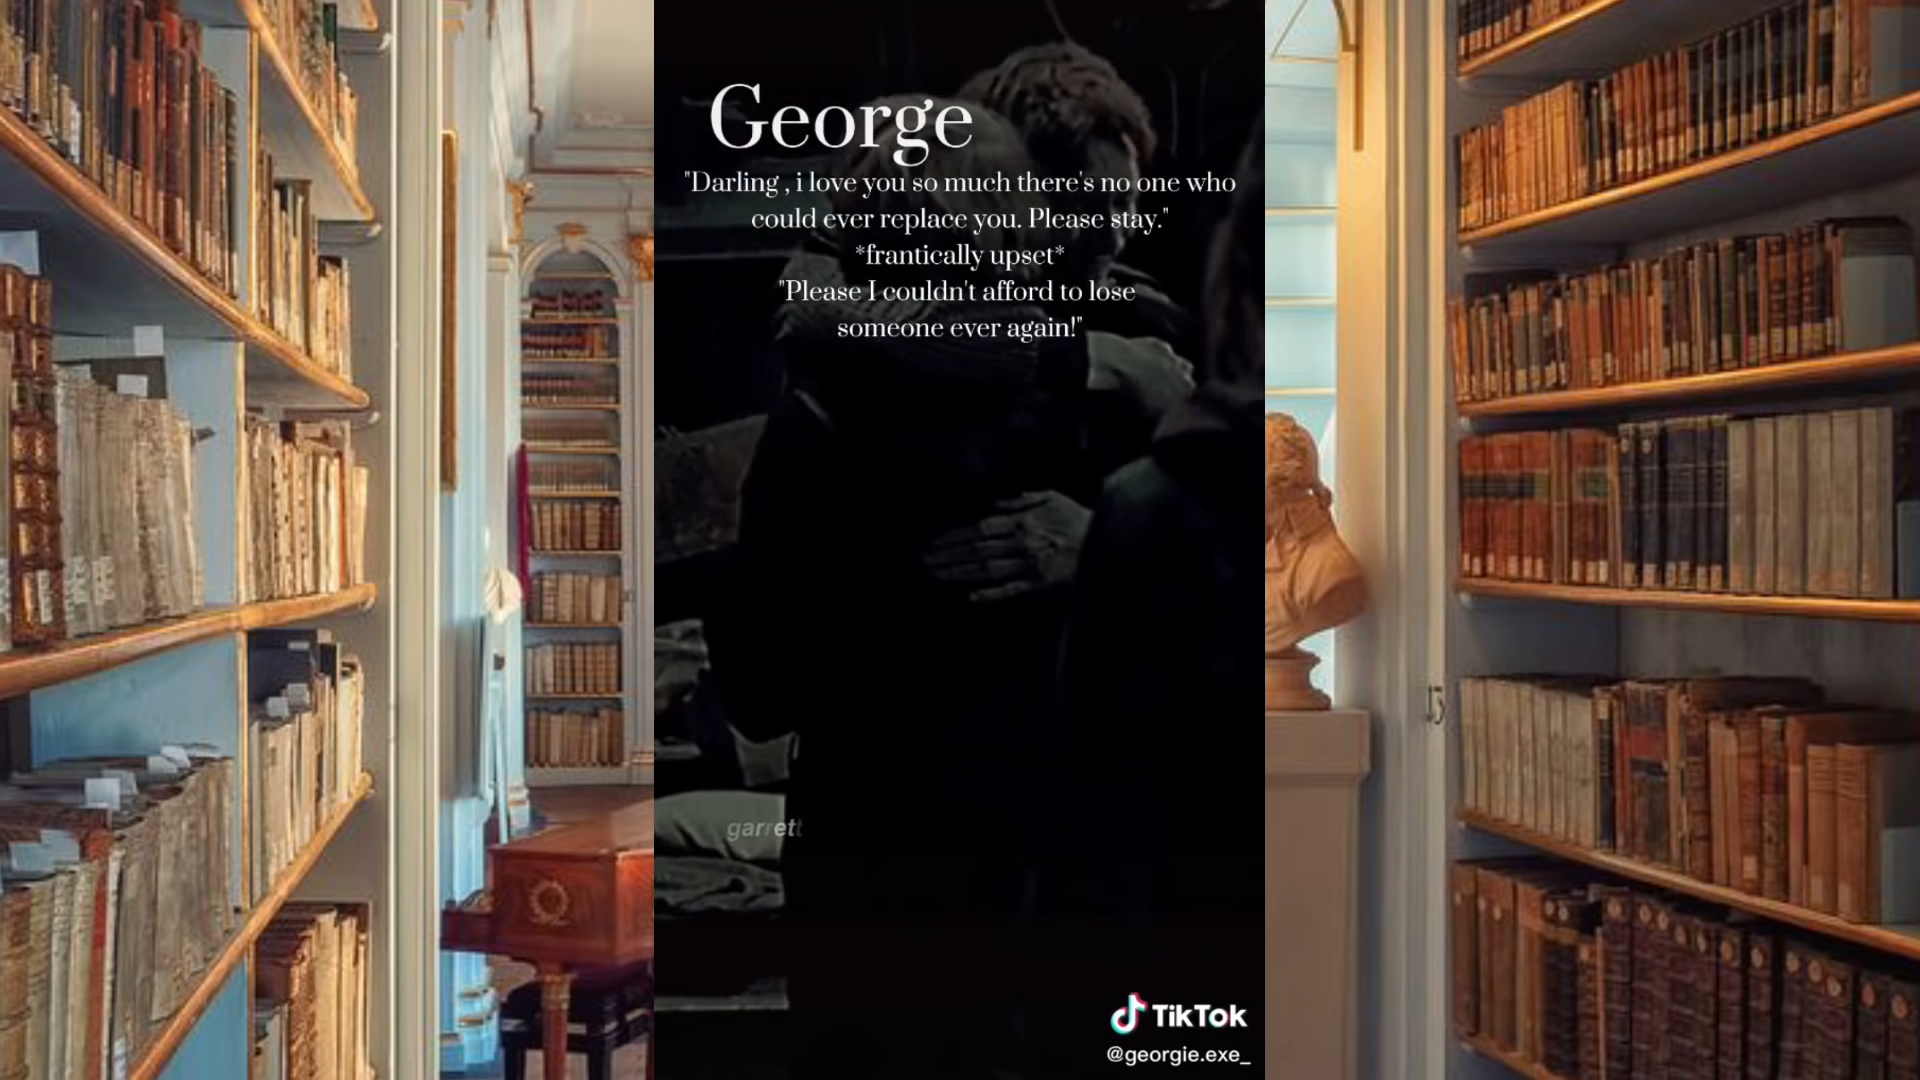 George
"Darling , i love you so much there's no one who
could ever replace you. Please stay."
*frantically upset*
"Please I couldn't afford to lose
someone ever again!"
garrett
TikTok
@georgie.exe_